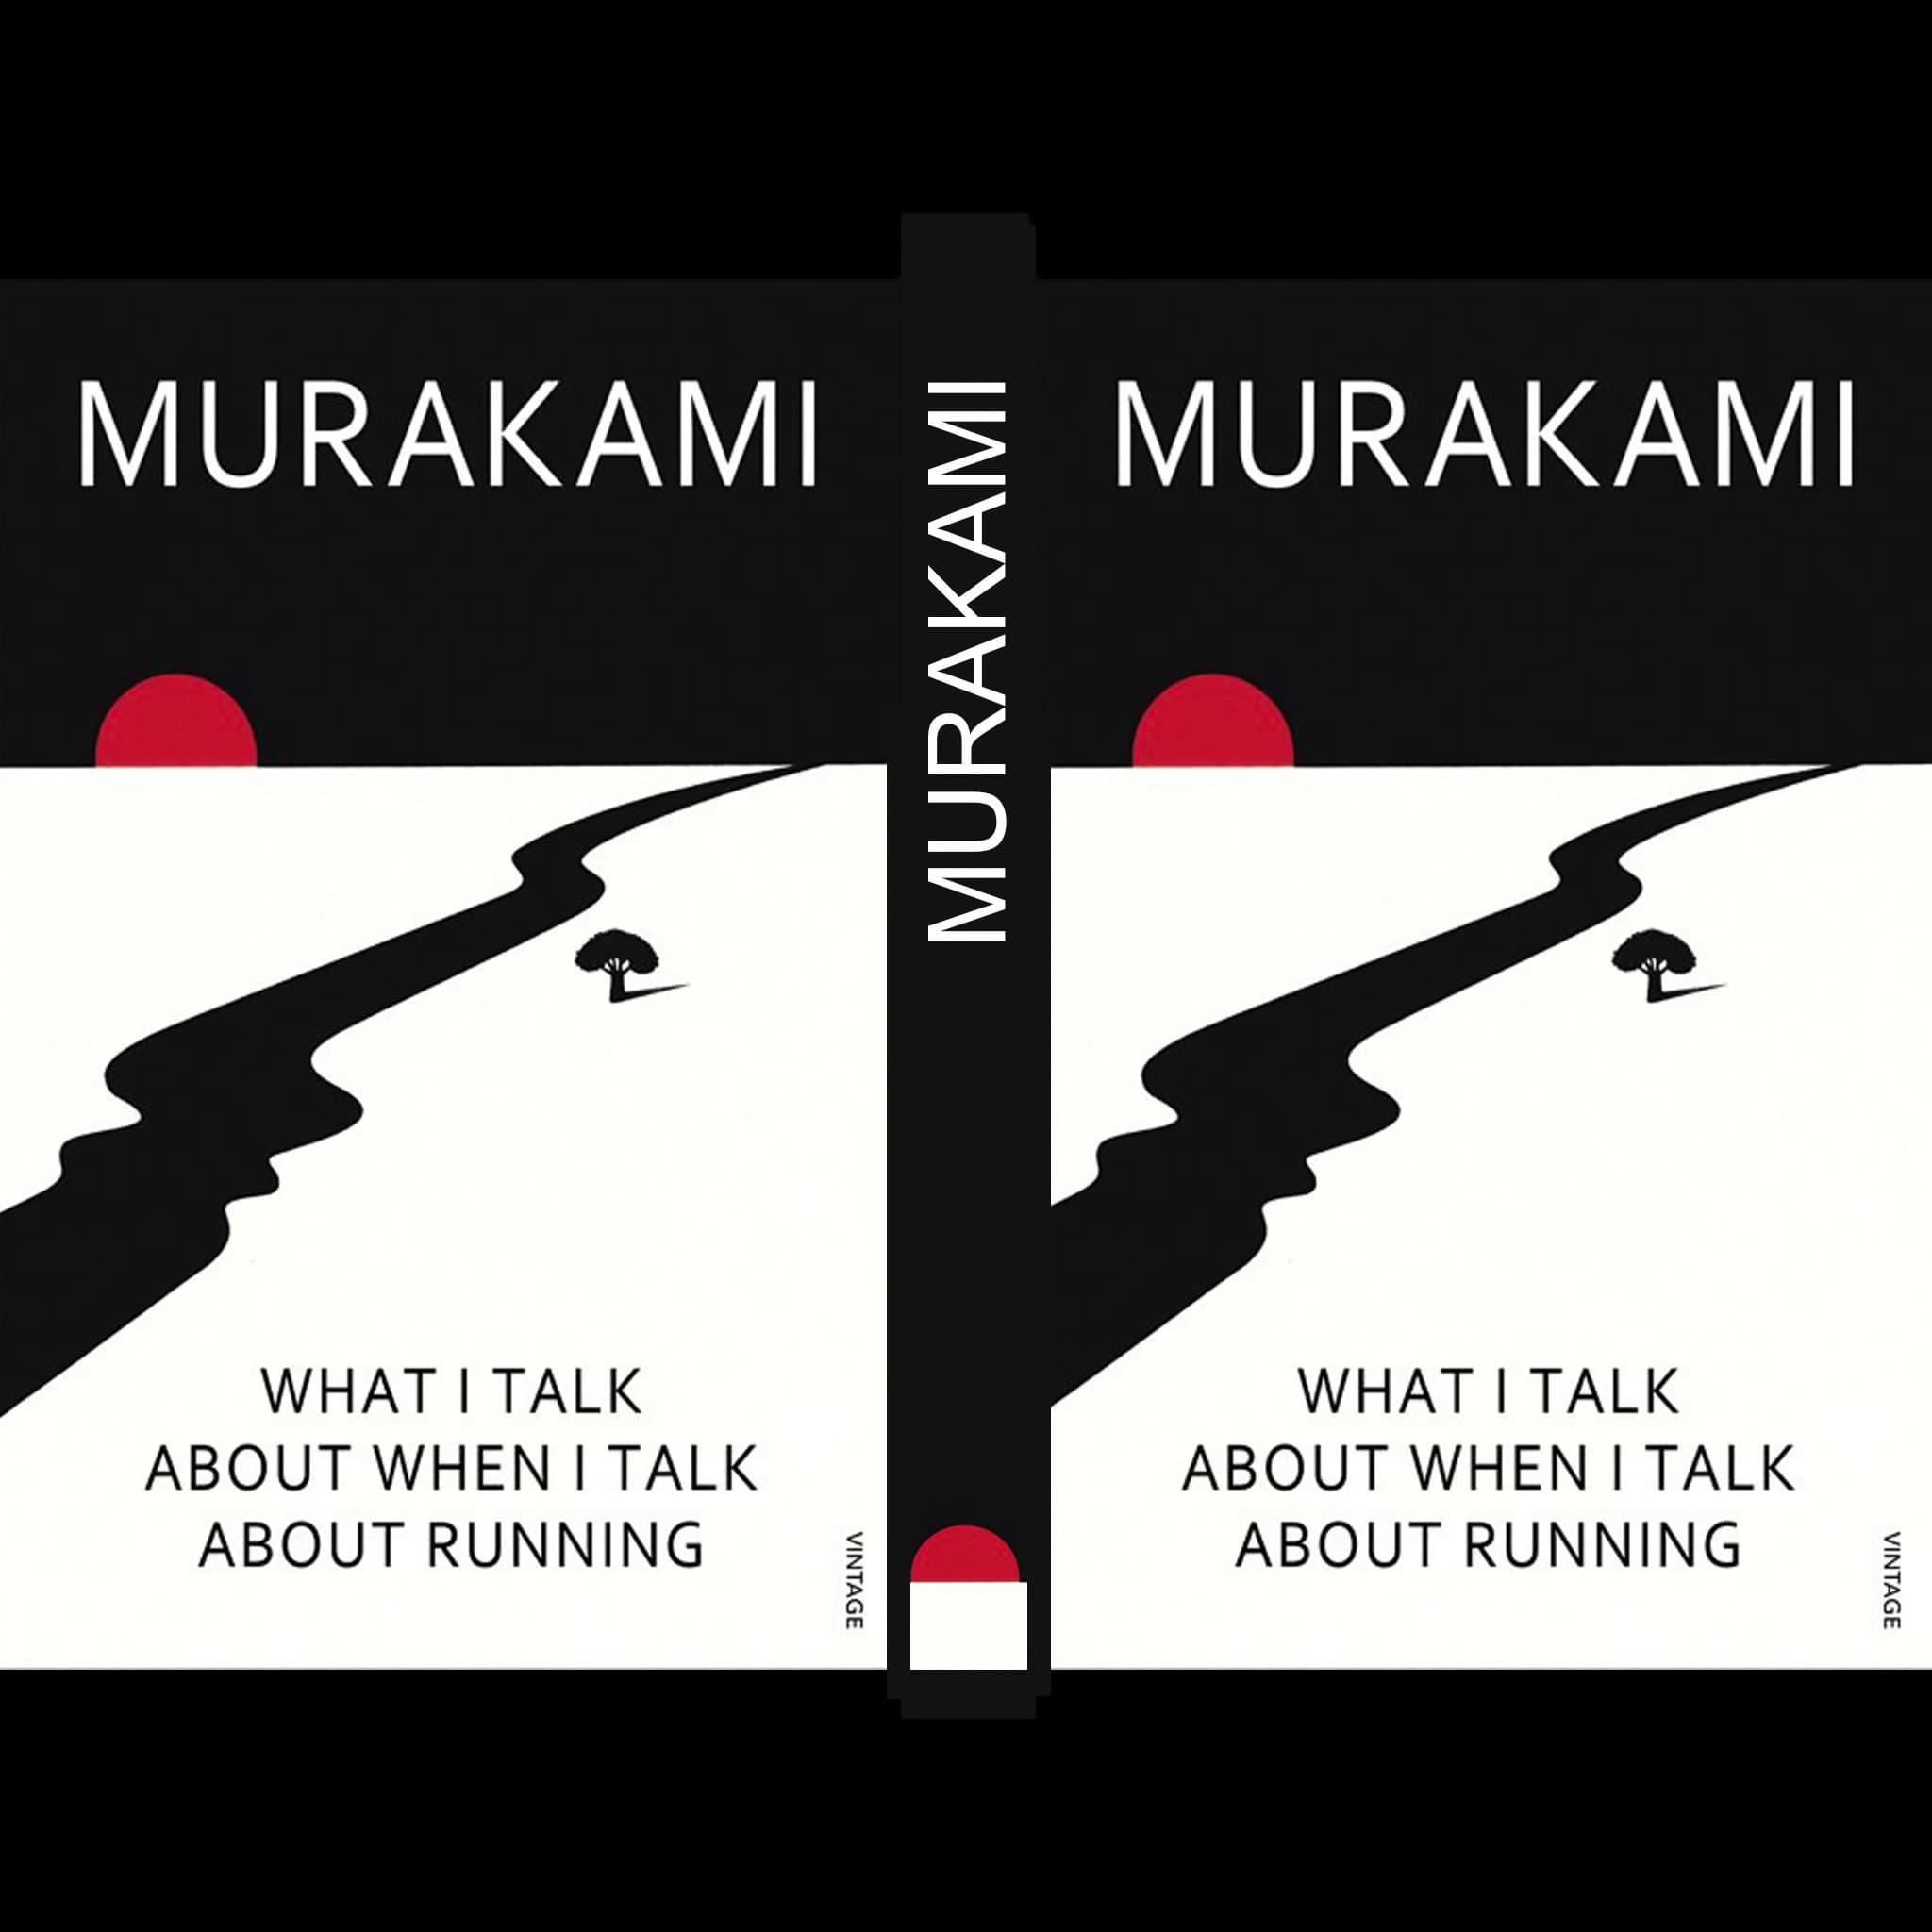 MURAKAMI
WHAT I TALK
ABOUT WHEN I TALK
ABOUT RUNNING
VINTAGE
MURAKAMI
MURAKAMI
WHAT I TALK
ABOUT WHEN I TALK
ABOUT RUNNING
VINTAGE